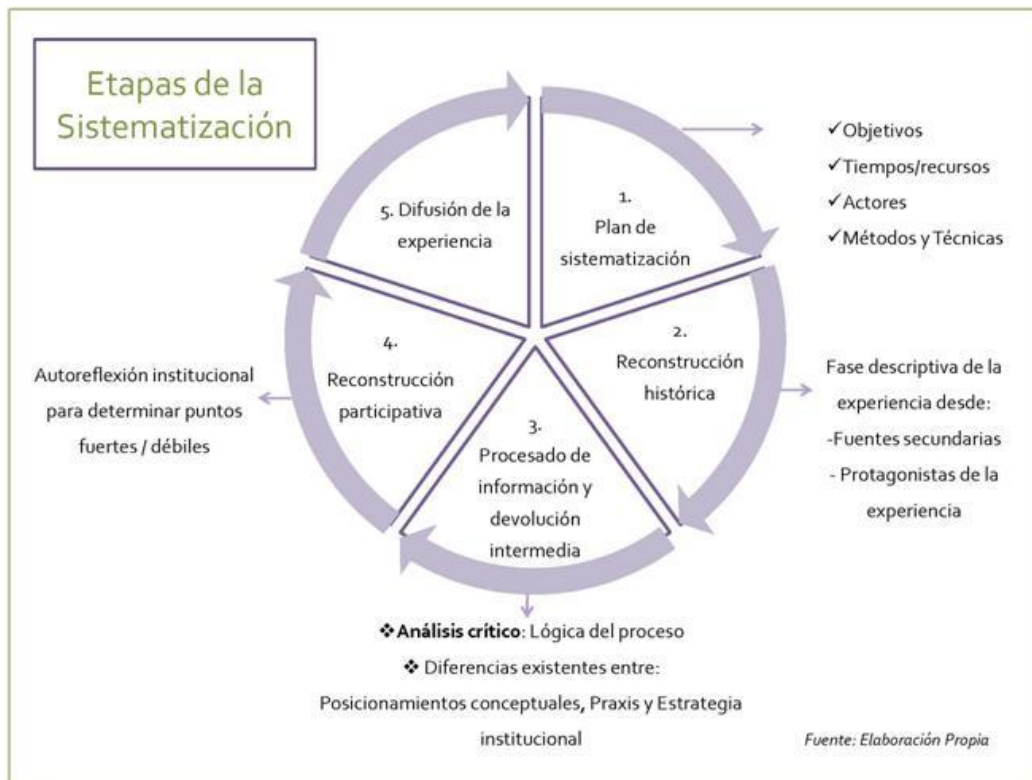 Etapas de la
Sistematización
1.
Plan de
sistematización
✓Objetivos
✓Tiempos/recursos
✓Actores
✓Métodos y Técnicas
2.
Reconstrucción
histórica
Fase descriptiva de la
experiencia desde:
-Fuentes secundarias
- Protagonistas de la
experiencia
3.
Procesado de
información y
devolución
intermedia
❖Análisis crítico: Lógica del proceso
❖ Diferencias existentes entre:
Posicionamientos conceptuales, Praxis y Estrategia
institucional
4.
Reconstrucción
participativa
Autoreflexión institucional
para determinar puntos
fuertes / débiles
5. Difusión de la
experiencia
Fuente: Elaboración Propia